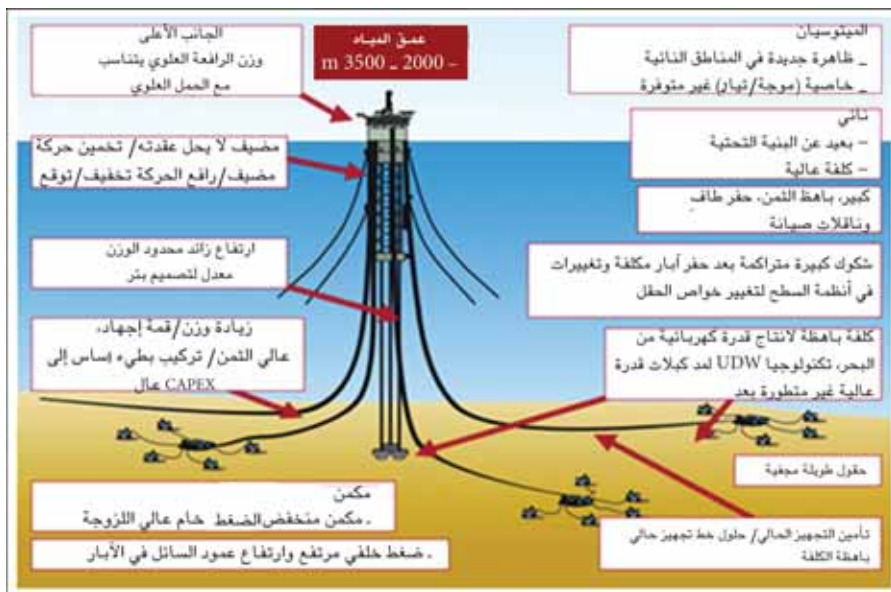 عمق المياه
– 2000 ـ 3500 m
الميتوسيان
ـ ظاهرة جديدة في المناطق النائية
ـ خاصية (موجة/تيار) غير متوفرة
نائي
– بعيد عن البنية التحتية
– كلفة عالية
كبير، باهظ الثمن، حفر طاف
وناقلات صيانة
شكوك كبيرة متراكمة بعد حفر آبار مكلفة وتغييرات
في أنظمة السطح لتغيير خواص الحقل
كلفة باهظة لانتاج قدرة كهربائية من
البحر، تكنولوجيا UDW لمد كبلات قدرة
عالية غير متطورة بعد
حقول طويلة مجفية
تأمين التجهيز الحالي/ حلول خط تجهيز حالي
باهظة الكلفة
الجانب الأعلى
وزن الرافعة العلوي يتناسب
مع الحمل العلوي
مضيف لا يحل عقدته/ تخمين حركة
مضيف/رافع الحركة تخفيف/توقع
ارتفاع زائد محدود الوزن
معدل لتصميم بئر
زيادة وزن/قمة إجهاد،
عالي الثمن/ تركيب بطيء إساس إلى
CAPEX عال
مكمن
. مكمن منخفض الضغط خام عالي اللزوجة
. ضغط خلفي مرتفع وارتفاع عمود السائل في الآبار